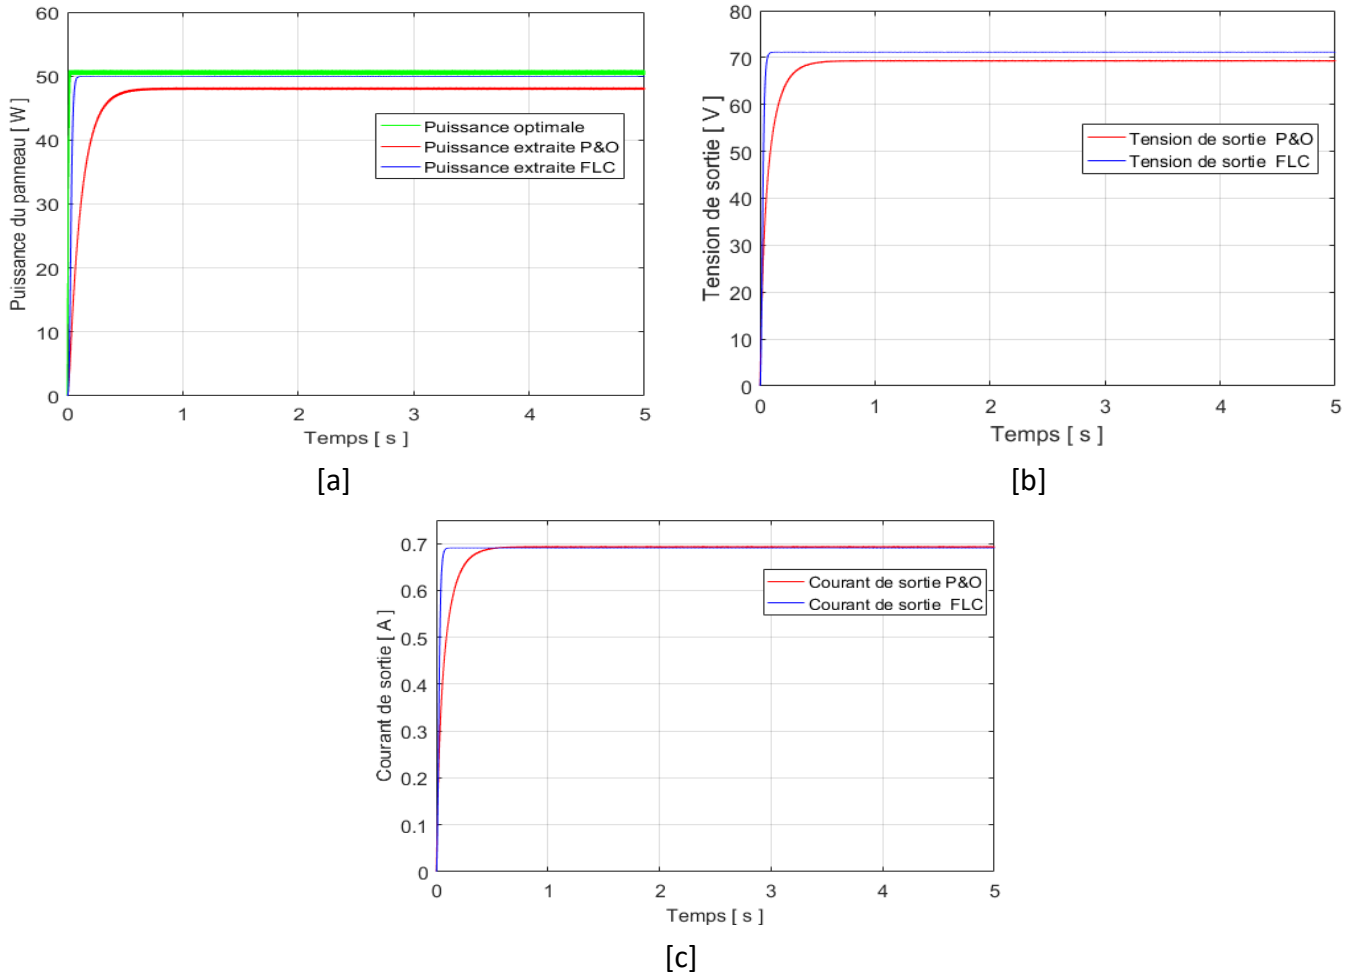 60
50
40
30
20
10
0
Puissance du panneau [ W ]
Puissance optimale
Puissance extraite P&O
Puissance extraite FLC
0 1 2 3 4 5
Temps [ s ]
[a]
80
70
60
50
40
30
20
10
0
Tension de sortie [ V ]
Tension de sortie P&O
Tension de sortie FLC
0 1 2 3 4 5
Temps [ s ]
[b]
0.7
0.6
0.5
0.4
0.3
0.2
0.1
0
Courant de sortie [ A ]
Courant de sortie P&O
Courant de sortie FLC
0 1 2 3 4 5
Temps [ s ]
[c]